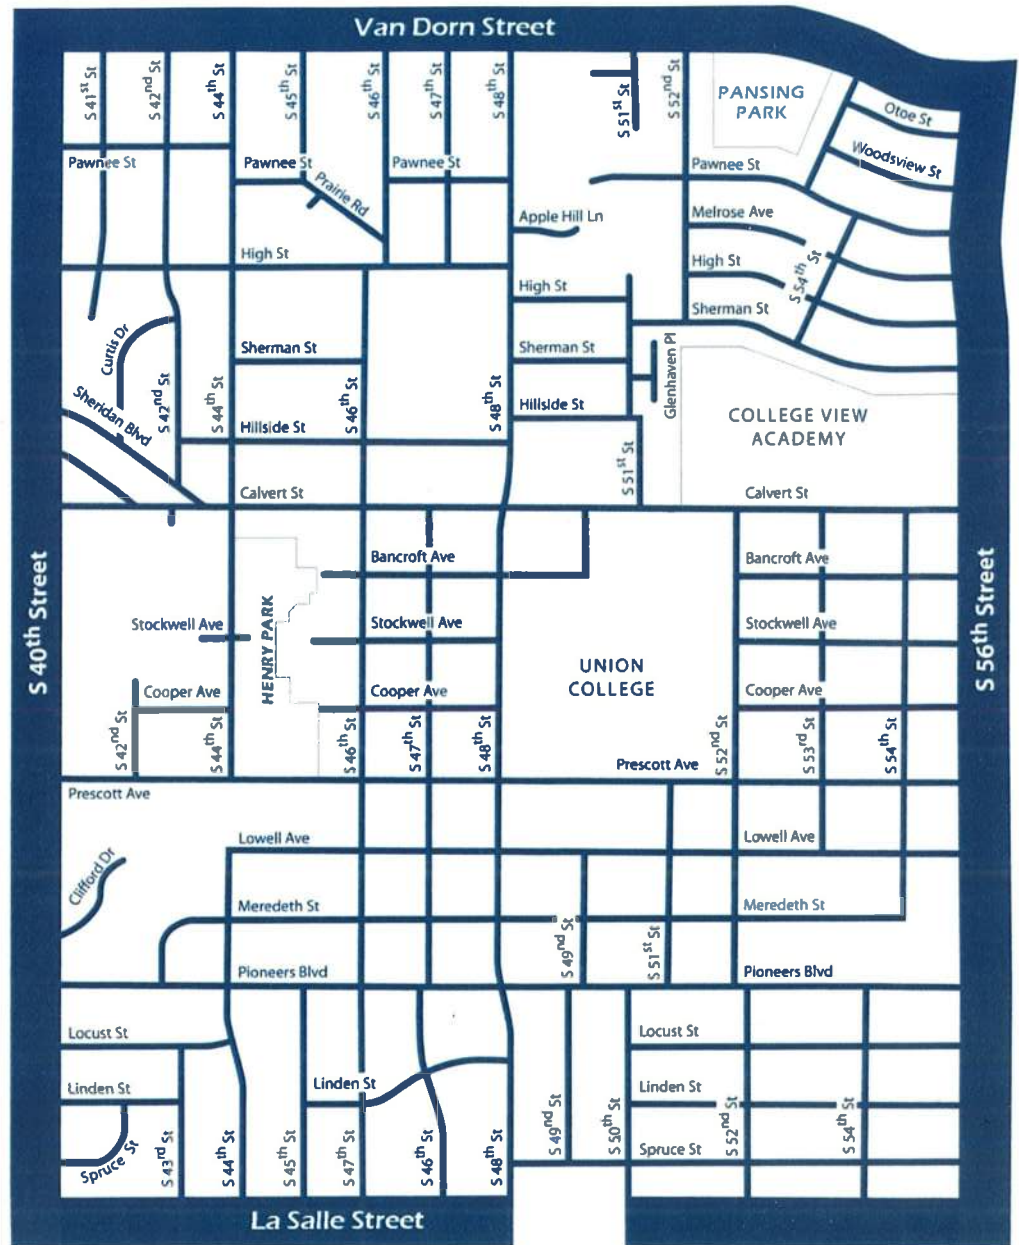 Van Dorn Street
S 41st St
S 42nd St
S 44th St
S 45th St
S 46th St
S 47th St
S 48th St
S 51st St
S 52nd St
PANSING
PARK
Otoe St
Woodsview St
Pawnee St
Pawnee St
Pawnee St
Pawnee St
Prairie Rd
Apple Hill Ln
Melrose Ave
High St
High St
High St
S 54th St
Sherman St
Curtis Dr
Sherman St
Sherman St
Glenhaven Pl
Sheridan Blvd
S 42nd St
S 44th St
S 46th St
S 48th St
Hillside St
Hillside St
COLLEGE VIEW
ACADEMY
S 51st St
Calvert St
Calvert St
S 40th Street
S 56th Street
Bancroft Ave
Bancroft Ave
Stockwell Ave
Stockwell Ave
Stockwell Ave
HENRY PARK
UNION
COLLEGE
Cooper Ave
Cooper Ave
Cooper Ave
S 42nd St
S 44th St
S 46th St
S 47th St
S 48th St
S 52nd St
S 53rd St
S 54th St
Prescott Ave
Prescott Ave
Lowell Ave
Lowell Ave
Clifford Dr
Meredeth St
Meredeth St
S 49nd St
S 51st St
Pioneers Blvd
Pioneers Blvd
Locust St
Locust St
Linden St
Linden St
Linden St
Spruce St
Spruce St
S 43rd St
S 44th St
S 45th St
S 47th St
S 46th St
S 48th St
S 49nd St
S 50th St
S 52nd St
S 54th St
La Salle Street